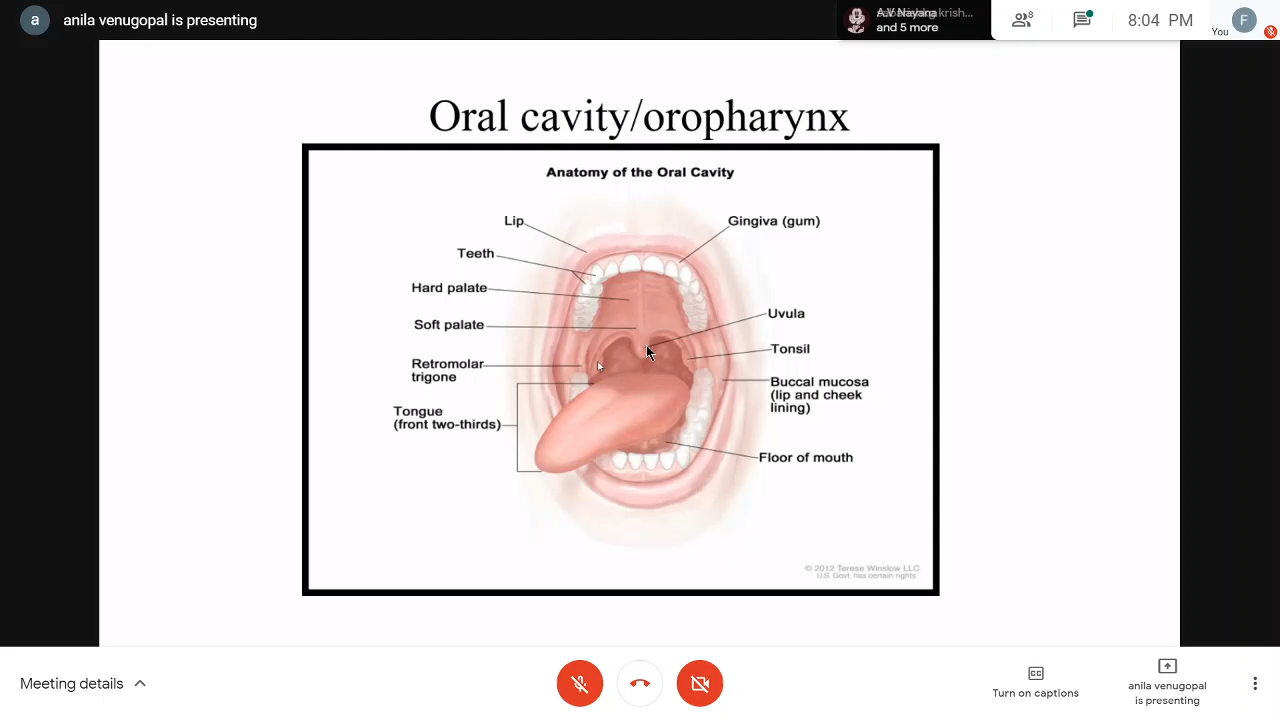 a anila venugopal is presenting
A V Nayana
and 5 more
8
8:04 PM
You
F
Oral cavity/oropharynx
Anatomy of the Oral Cavity
Lip
Gingiva (gum)
Teeth
Hard palate
Uvula
Soft palate
Tonsil
Retromolar
trigone
Buccal mucosa
(lip and cheek
lining)
Tongue
(front two-thirds)
Floor of mouth
© 2012 Terese Winslow LLC
U.S. Govt. has certain rights
Meeting details
CC
Turn on captions
anila venugopal
is presenting